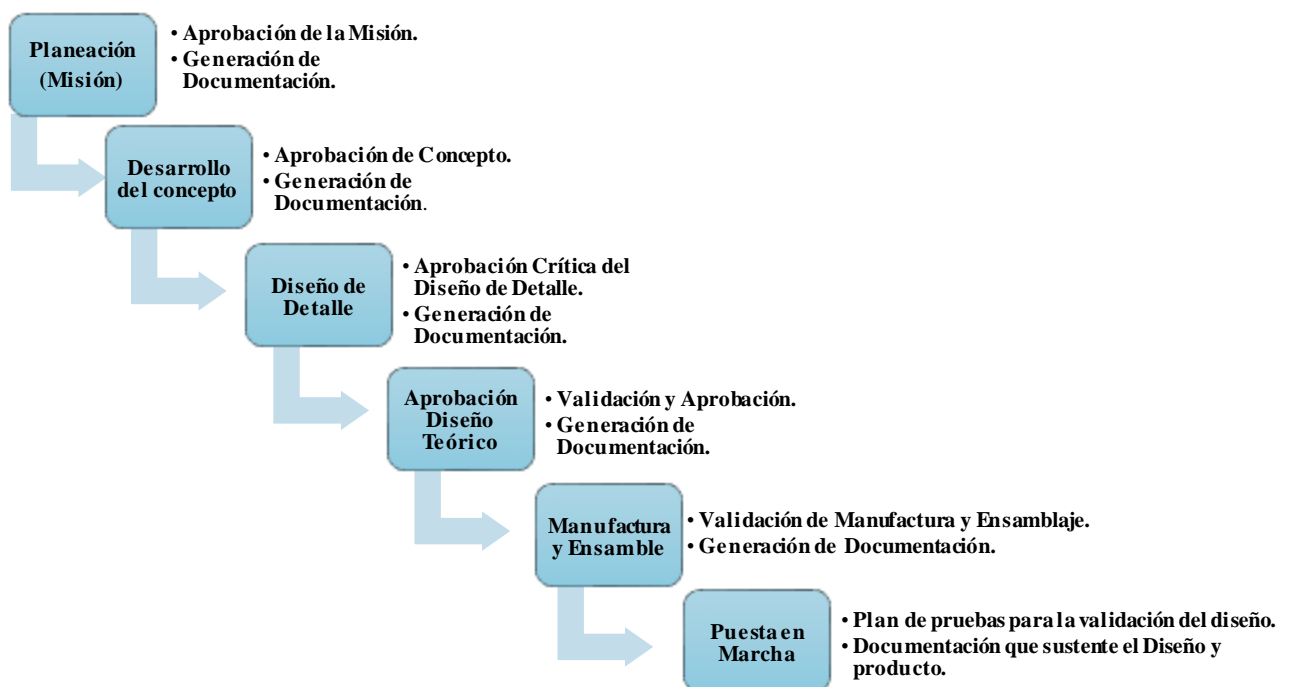 Planeación
(Misión)
• Aprobación de la Misión.
• Generación de
Documentación.
Desarrollo
del concepto
• Aprobación de Concepto.
• Generación de
Documentación.
Diseño de
Detalle
• Aprobación Crítica del
Diseño de Detalle.
• Generación de
Documentación.
Aprobación
Diseño
Teórico
• Validación y Aprobación.
• Generación de
Documentación.
Manufactura
y Ensamble
• Validación de Manufactura y Ensamblaje.
• Generación de Documentación.
Puesta en
Marcha
• Plan de pruebas para la validación del diseño.
• Documentación que sustente el Diseño y
producto.